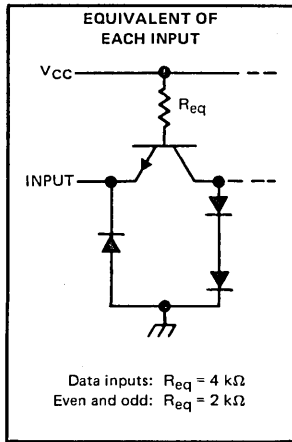 EQUIVALENT OF
EACH INPUT
VCC
Req
INPUT
Data inputs: Req = 4 kΩ
Even and odd: Req = 2 kΩ